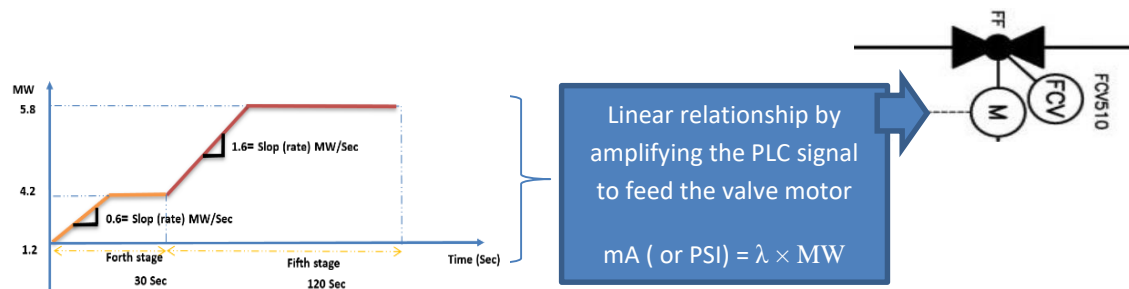 MW
5.8
4.2
1.2
1.6= Slop (rate) MW/Sec
0.6= Slop (rate) MW/Sec
Forth stage
30 Sec
Fifth stage
120 Sec
Time (Sec)
Linear relationship by
amplifying the PLC signal
to feed the valve motor
mA ( or PSI) = λ × MW
FF
M
FCV
FCV510